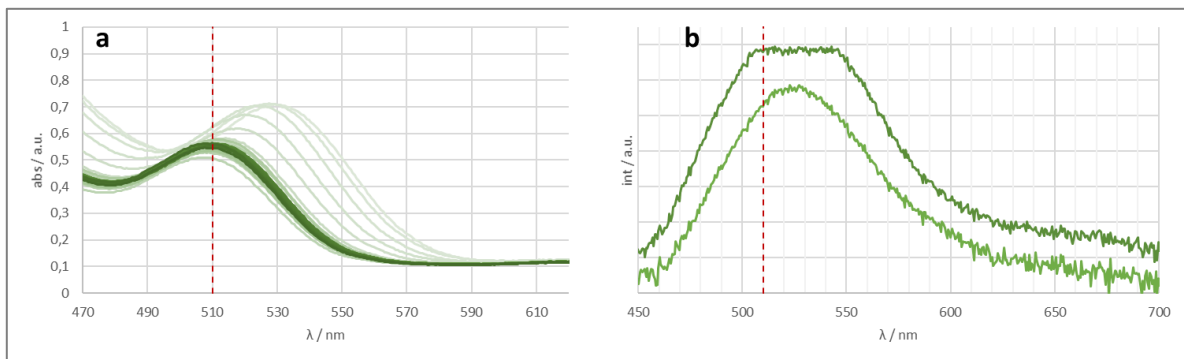 a
abs / a.u.
1
0,9
0,8
0,7
0,6
0,5
0,4
0,3
0,2
0,1
0
470 490 510 530 550 570 590 610
λ / nm
b
int / a.u.
450 500 550 600 650 700
λ / nm